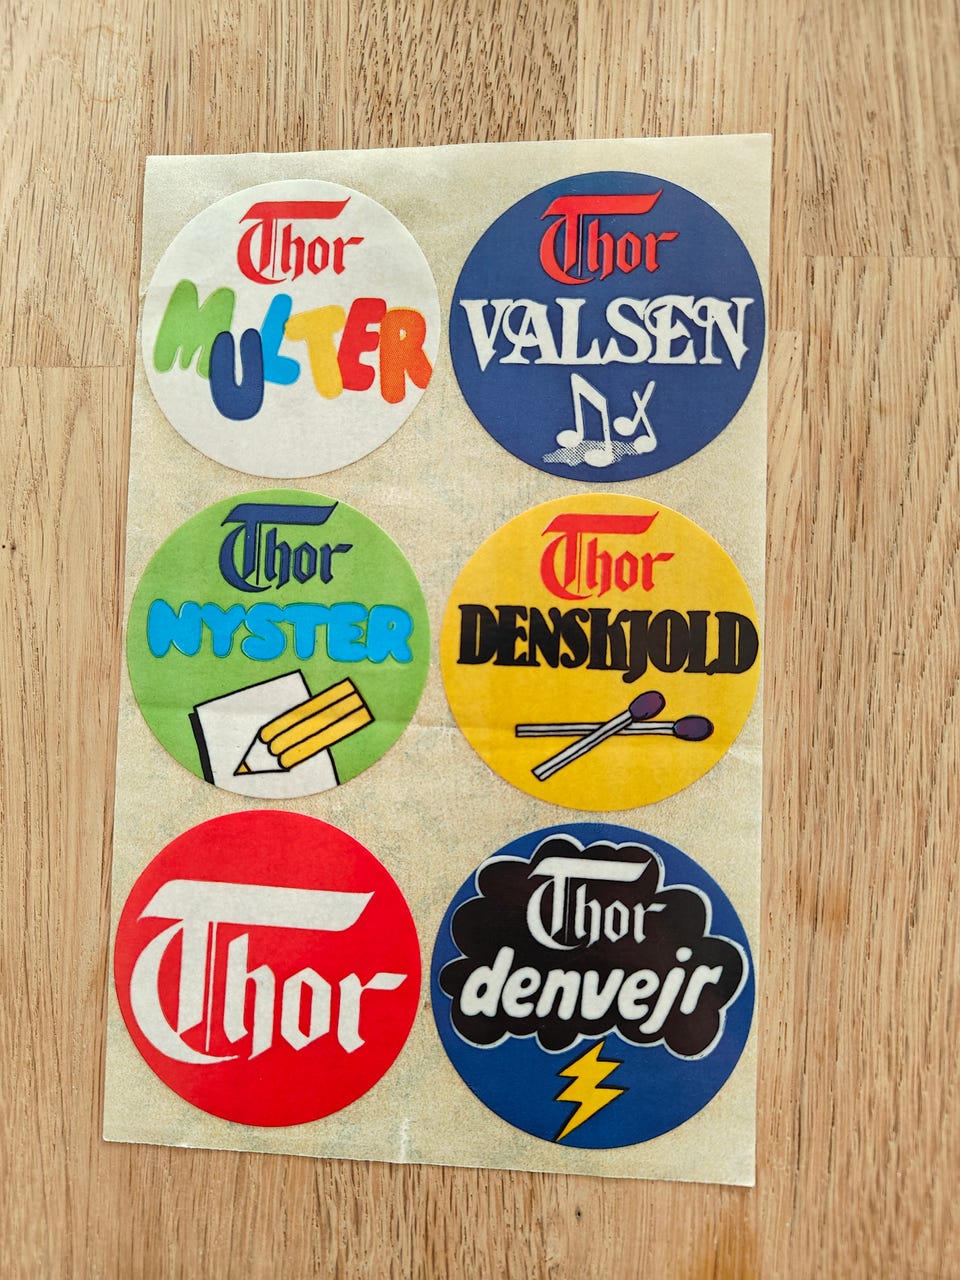 Thor
MULTER
Thor
VALSEN
Thor
NYSTER
Thor
DENSKJOLD
Thor
Thor
denvejr